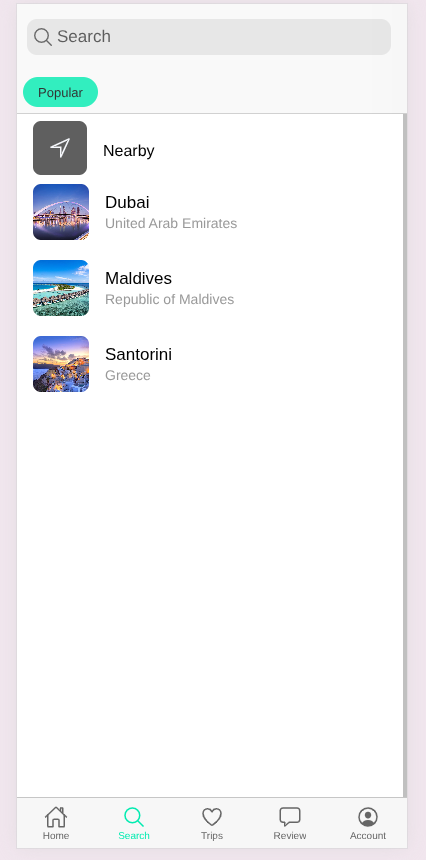 Search
Popular
Nearby
Dubai
United Arab Emirates
Maldives
Republic of Maldives
Santorini
Greece
Home Search Trips Review Account